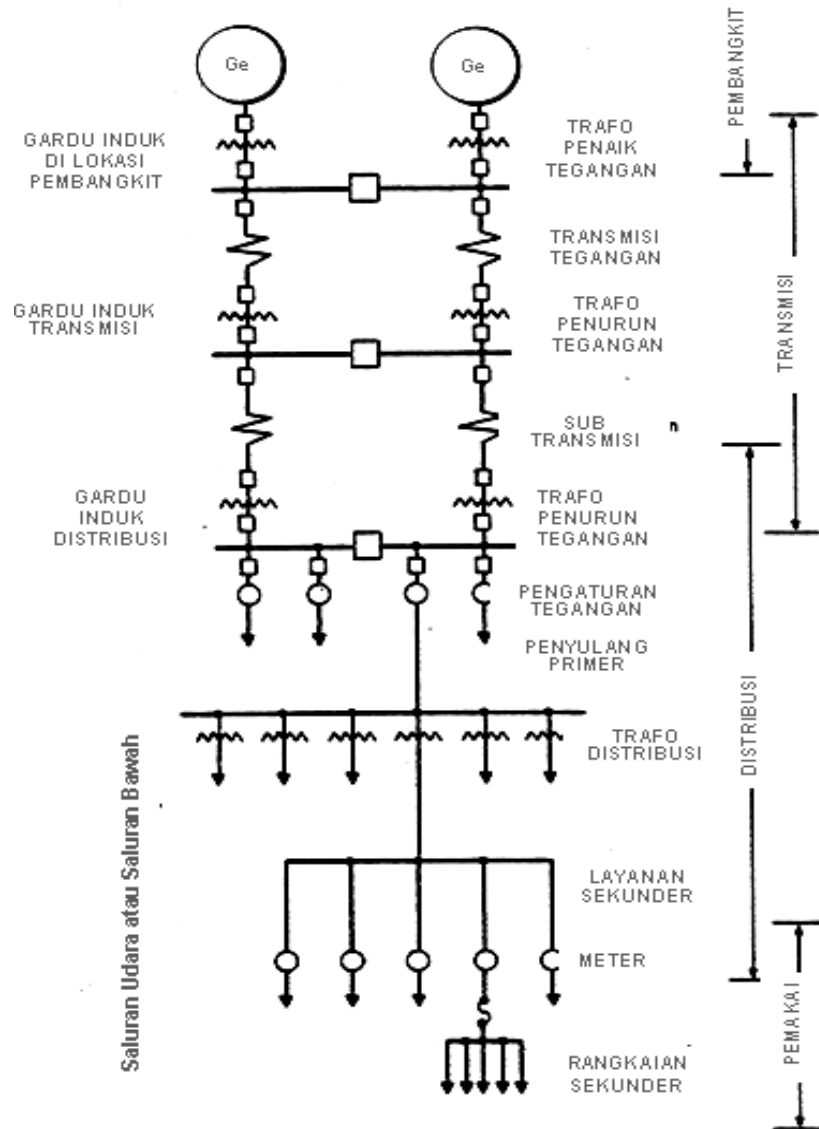 Ge
Ge
PEMBANGKIT
GARDU INDUK
DI LOKASI
PEMBANGKIT
TRAFO
PENAIK
TEGANGAN
TRANSMISI
TEGANGAN
GARDU INDUK
TRANSMISI
TRAFO
PENURUN
TEGANGAN
TRANSMISI
SUB
TRANSMISI
n
GARDU
INDUK
DISTRIBUSI
TRAFO
PENURUN
TEGANGAN
PENGATURAN
TEGANGAN
PENYULANG
PRIMER
DISTRIBUSI
TRAFO
DISTRIBUSI
Saluran Udara atau Saluran Bawah
LAYANAN
SEKUNDER
METER
PEMAKAI
RANGKAIAN
SEKUNDER